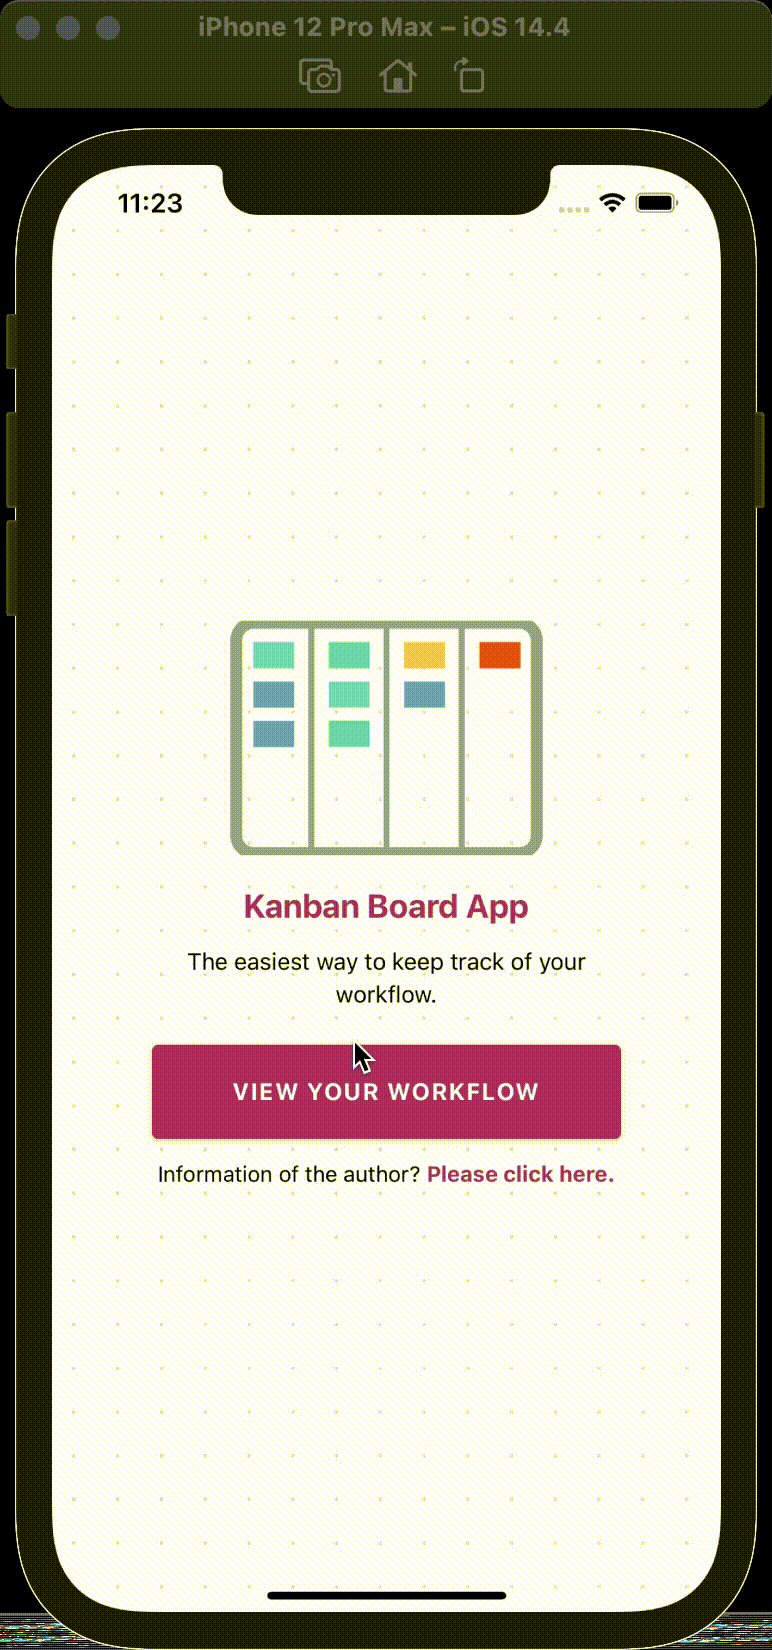 iPhone 12 Pro Max – iOS 14.4
11:23
Kanban Board App
The easiest way to keep track of your
workflow.
VIEW YOUR WORKFLOW
Information of the author? Please click here.